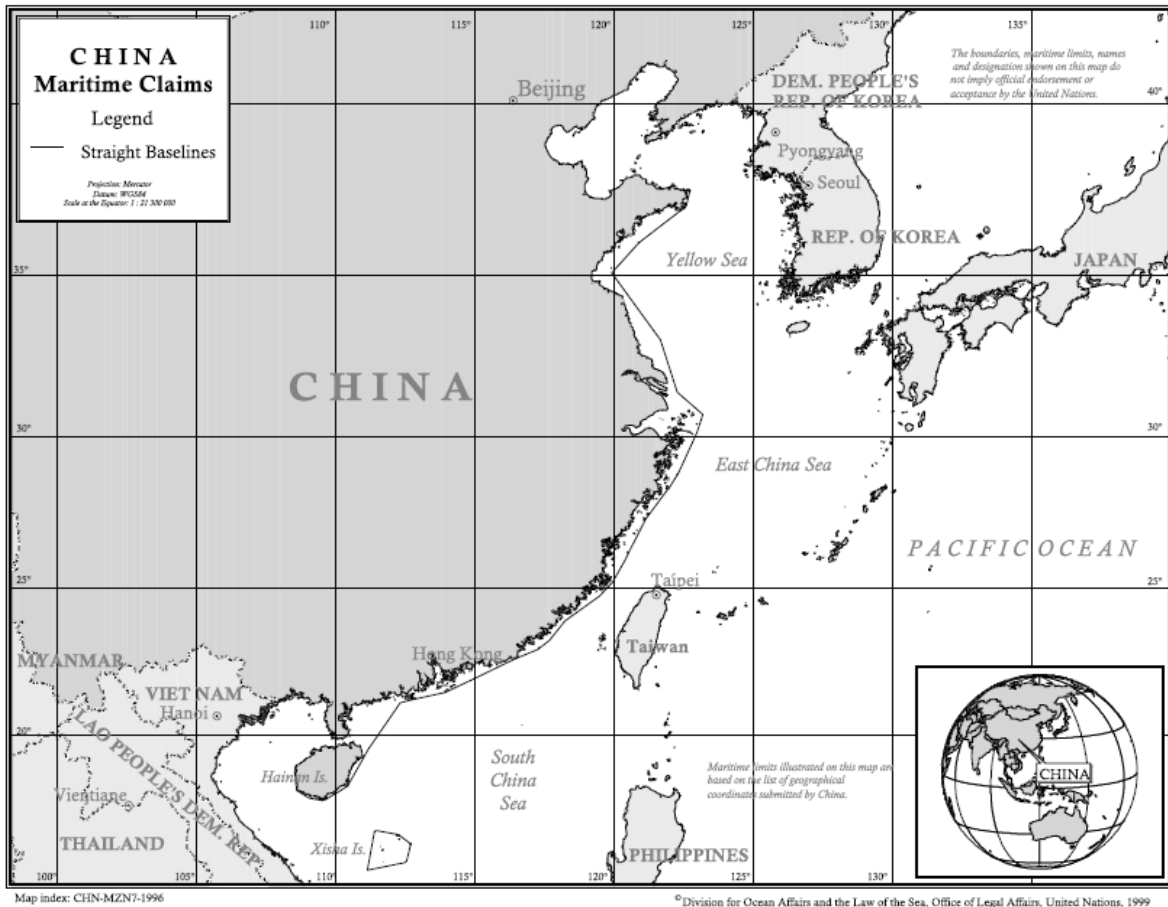 CHINA
Maritime Claims
Legend
Straight Baselines
Projection: Mercator
Datum: WGS84
Scale at the Equator: 1 : 21 300 000
110°
115°
120°
125°
130°
135°
The boundaries, maritime limits, names
and designation shown on this map do
not imply official endorsement or
acceptance by the United Nations.
Beijing
DEM. PEOPLE'S
REP. OF KOREA
40°
40°
Pyongyang
Seoul
REP. OF KOREA
Yellow Sea
JAPAN
35°
35°
CHINA
30°
30°
East China Sea
PACIFIC OCEAN
25°
25°
Taipei
Taiwan
Hong Kong
MYANMAR
VIET NAM
Hanoi
LAO PEOPLE'S DEM. REP.
20°
20°
South
China
Sea
Hainan Is.
Maritime limits illustrated on this map are
based on the list of geographical
coordinates submitted by China.
CHINA
Vientiane
THAILAND
Xisha Is.
PHILIPPINES
100°
105°
110°
115°
120°
125°
130°
Map index: CHN-MZN7-1996
© Division for Ocean Affairs and the Law of the Sea, Office of Legal Affairs, United Nations, 1999